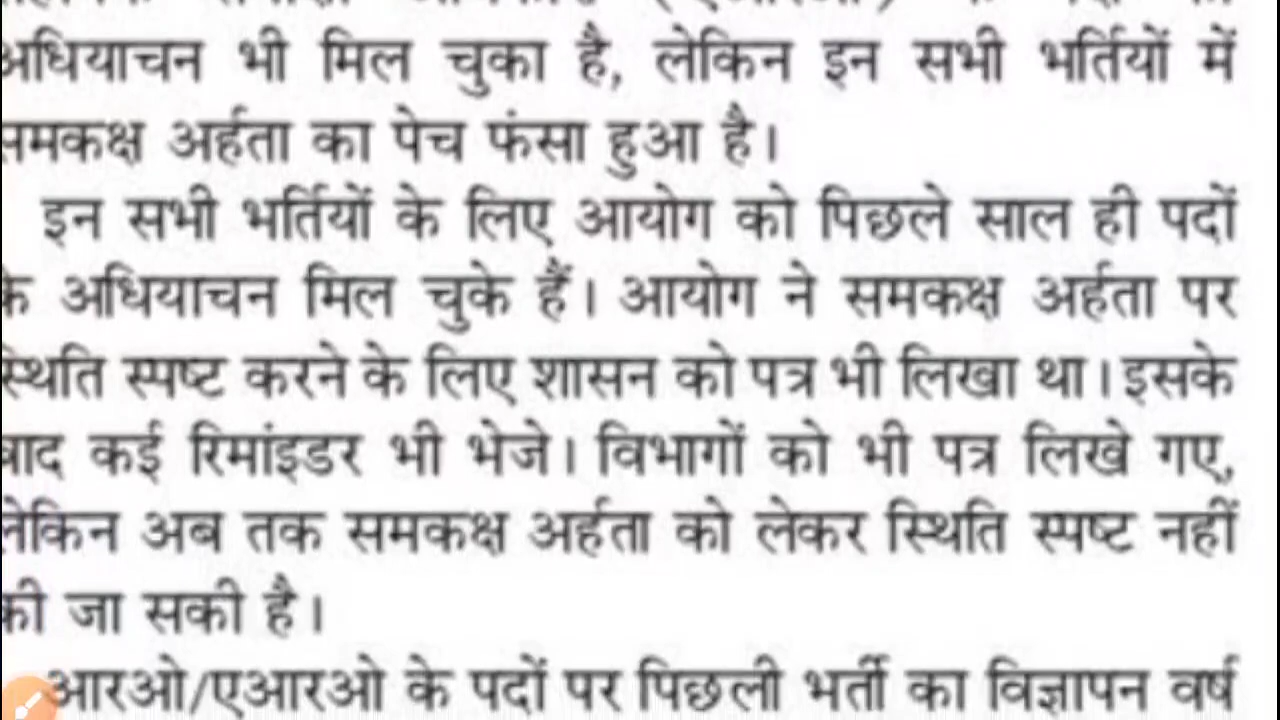 अधियाचन भी मिल चुका है, लेकिन इन सभी भर्तियों में
समकक्ष अर्हता का पेच फंसा हुआ है।
इन सभी भर्तियों के लिए आयोग को पिछले साल ही पदों
के अधियाचन मिल चुके हैं। आयोग ने समकक्ष अर्हता पर
स्थिति स्पष्ट करने के लिए शासन को पत्र भी लिखा था। इसके
बाद कई रिमांइडर भी भेजे। विभागों को भी पत्र लिखे गए,
लेकिन अब तक समकक्ष अर्हता को लेकर स्थिति स्पष्ट नहीं
की जा सकी है।
आरओ/एआरओ के पदों पर पिछली भर्ती का विज्ञापन वर्ष